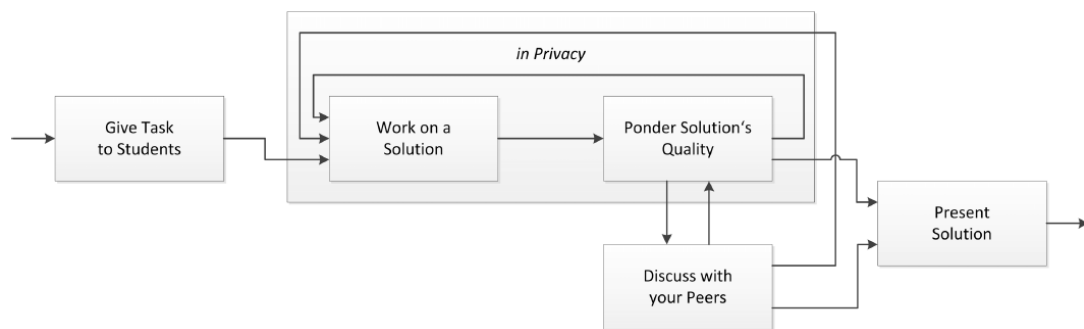 in Privacy
Give Task
to Students
Work on a
Solution
Ponder Solution‘s
Quality
Present
Solution
Discuss with
your Peers